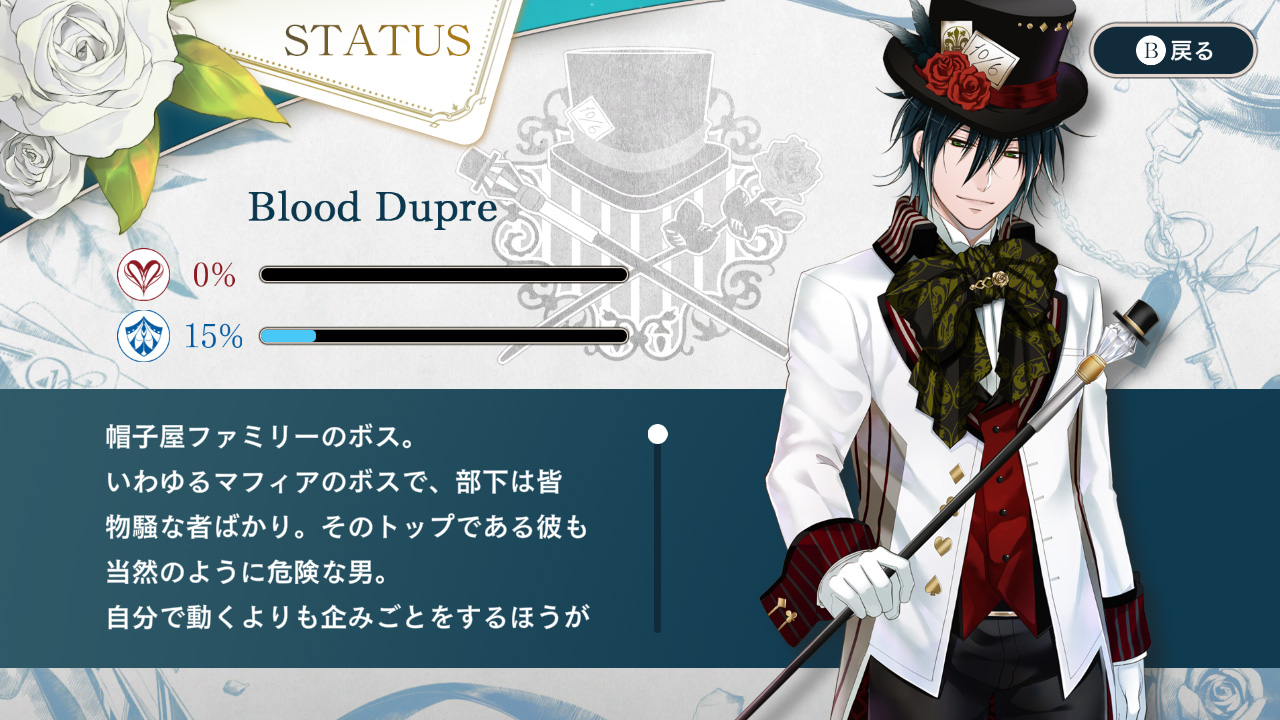 STATUS
10/6
B 戻る
10/6
Blood Dupre
0%
15%
帽子屋ファミリーのボス。
いわゆるマフィアのボスで、部下は皆
物騒な者ばかり。そのトップである彼も
当然のように危険な男。
自分で動くよりも企みごとをするほうが